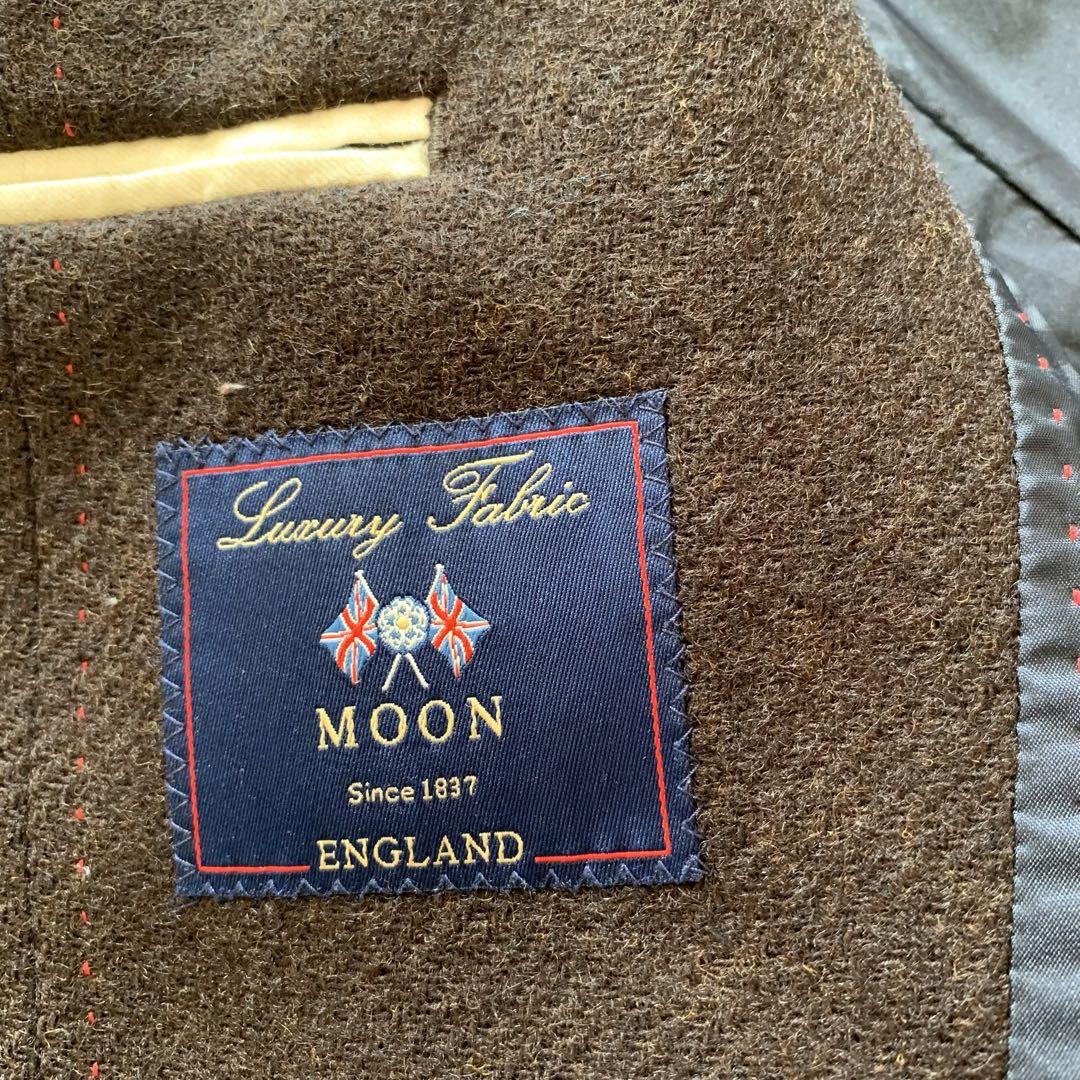 Luxury Fabric
MOON
Since 1837
ENGLAND